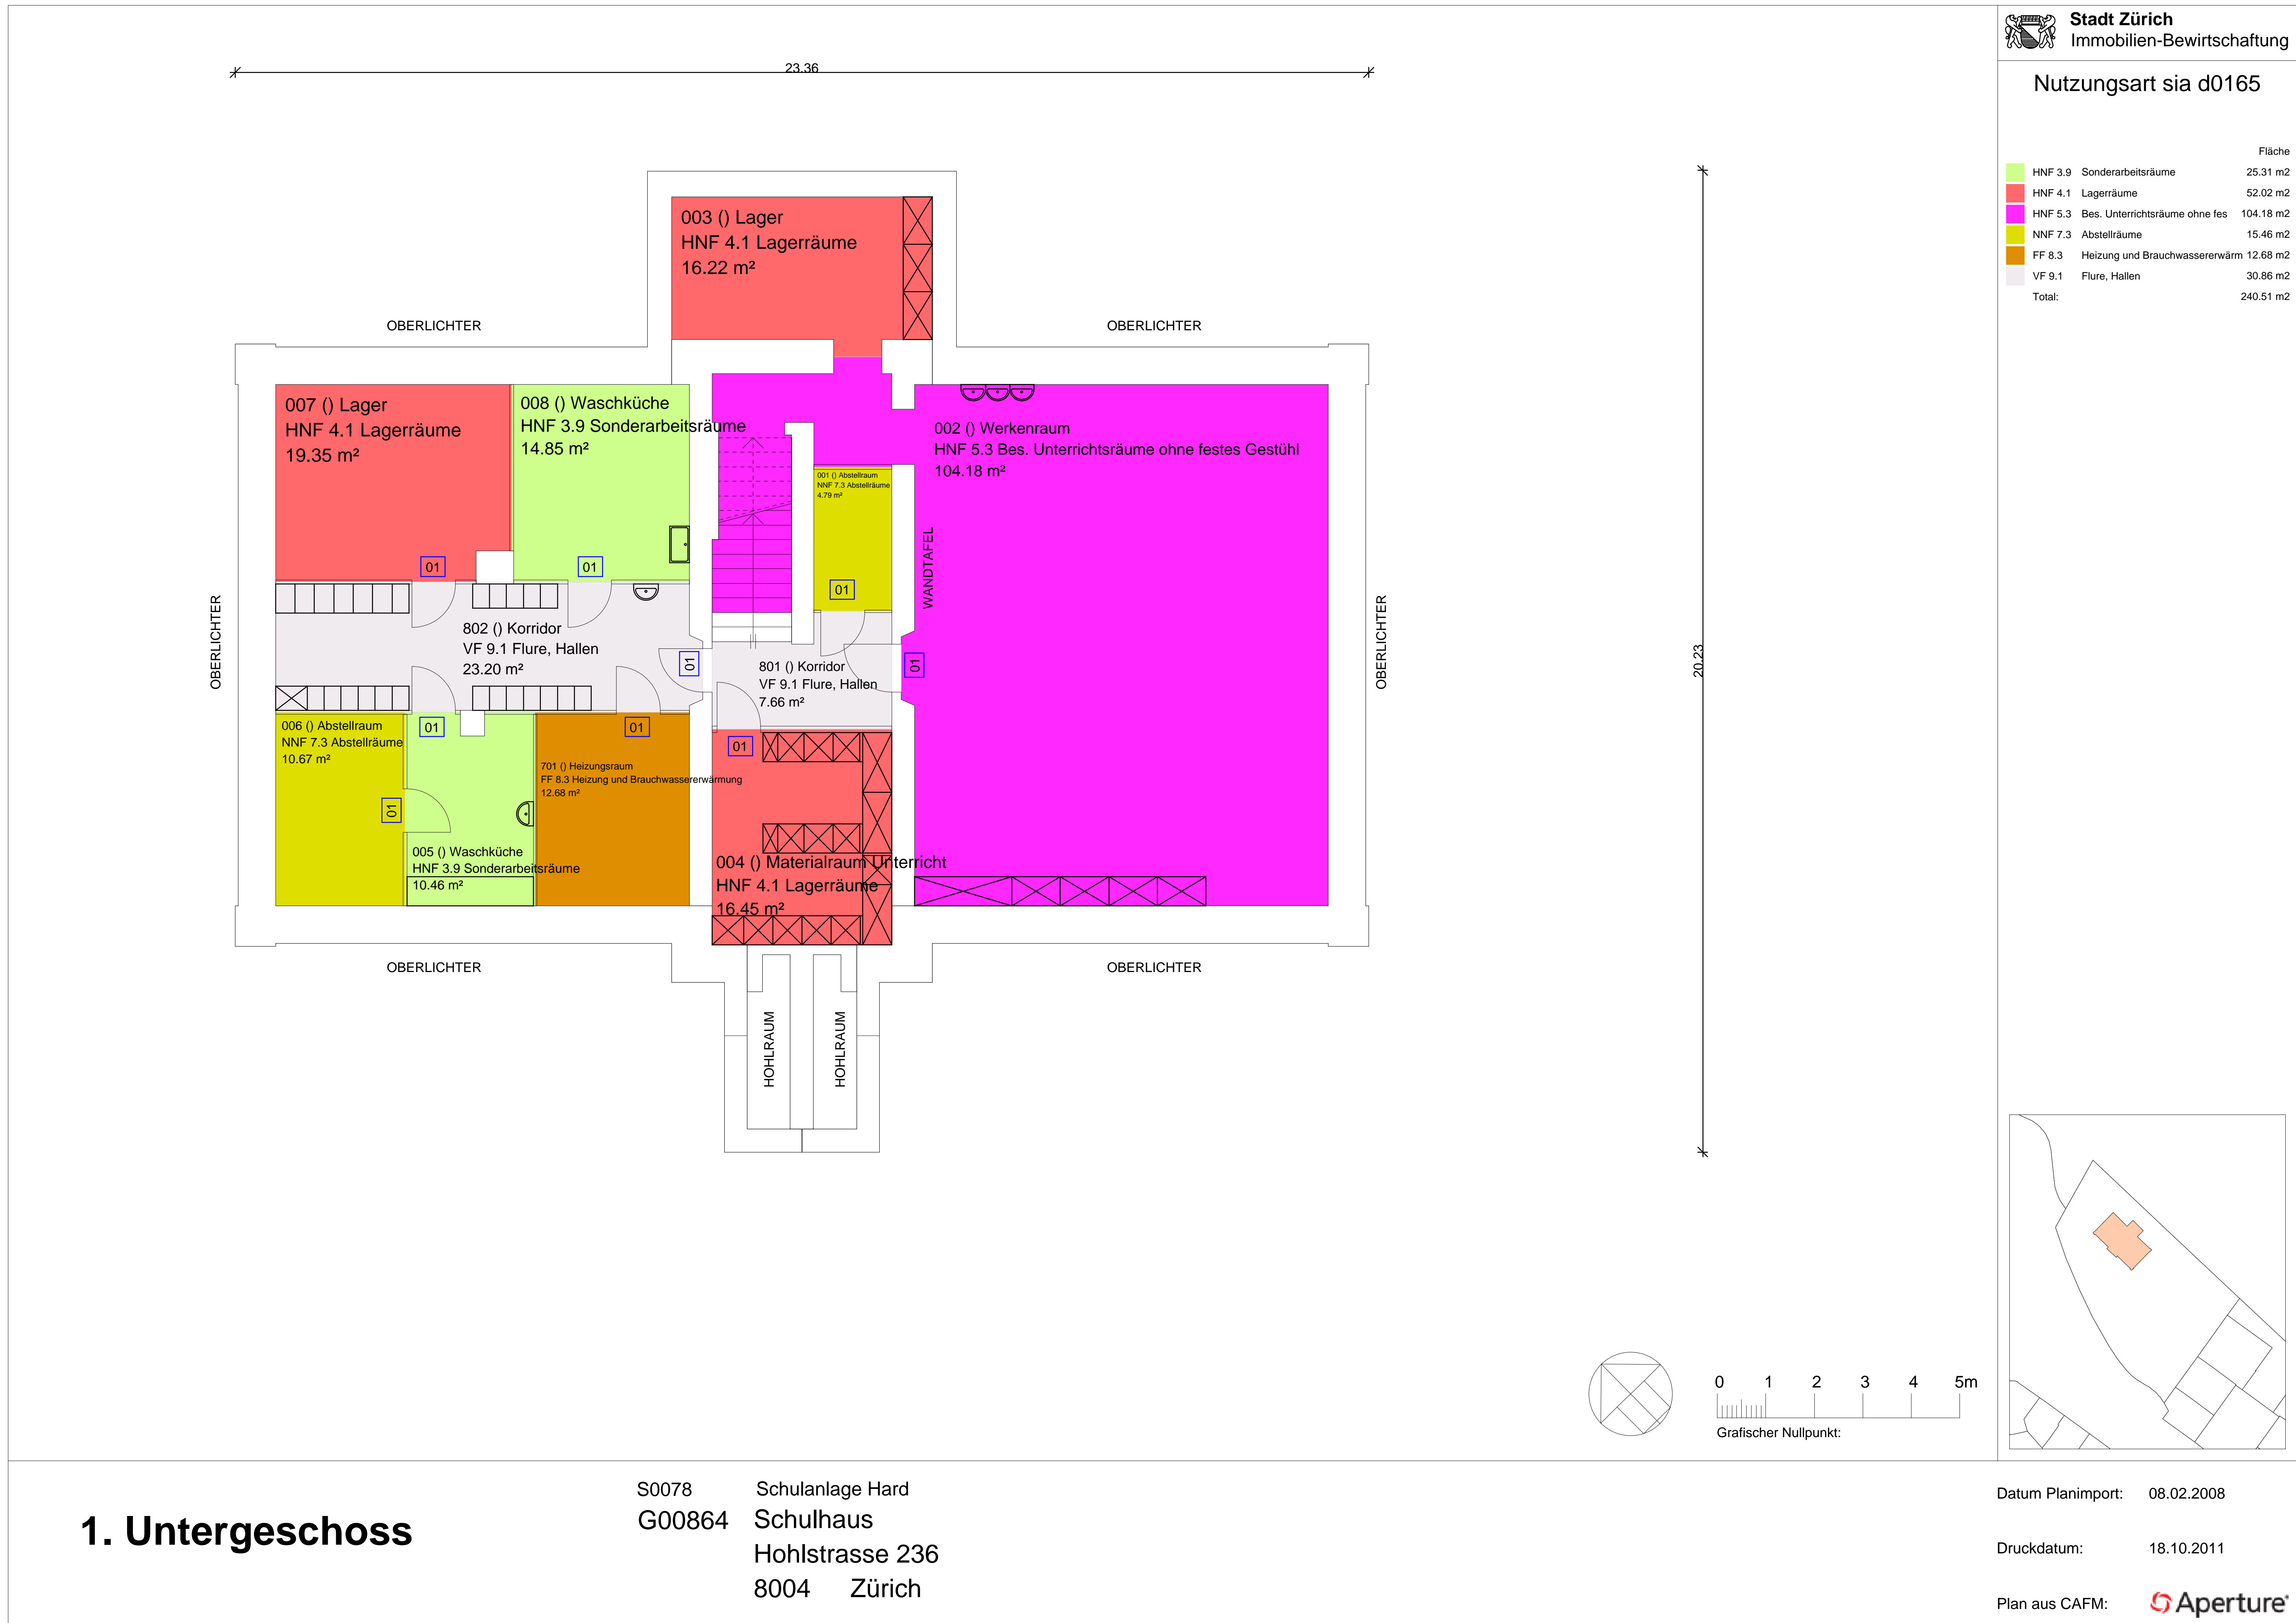 Stadt Zürich
Immobilien-Bewirtschaftung
Nutzungsart sia d0165
Fläche
HNF 3.9 Sonderarbeitsräume 25.31 m2
HNF 4.1 Lagerräume 52.02 m2
HNF 5.3 Bes. Unterrichtsräume ohne fes 104.18 m2
NNF 7.3 Abstellräume 15.46 m2
FF 8.3 Heizung und Brauchwassererwärm 12.68 m2
VF 9.1 Flure, Hallen 30.86 m2
Total: 240.51 m2
23.36
20.23
003 () Lager
HNF 4.1 Lagerräume
16.22 m²
OBERLICHTER
OBERLICHTER
007 () Lager
HNF 4.1 Lagerräume
19.35 m²
008 () Waschküche
HNF 3.9 Sonderarbeitsräume
14.85 m²
002 () Werkenraum
HNF 5.3 Bes. Unterrichtsräume ohne festes Gestühl
104.18 m²
001 () Abstellraum
NNF 7.3 Abstellräume
4.79 m²
WANDTAFEL
01
01
01
OBERLICHTER
OBERLICHTER
802 () Korridor
VF 9.1 Flure, Hallen
23.20 m²
01
801 () Korridor
VF 9.1 Flure, Hallen
7.66 m²
01
006 () Abstellraum
NNF 7.3 Abstellräume
10.67 m²
01
01
01
01
701 () Heizungsraum
FF 8.3 Heizung und Brauchwassererwärmung
12.68 m²
005 () Waschküche
HNF 3.9 Sonderarbeitsräume
10.46 m²
004 () Materialraum Unterricht
HNF 4.1 Lagerräume
16.45 m²
OBERLICHTER
OBERLICHTER
HOHLRAUM
HOHLRAUM
0 1 2 3 4 5m
Grafischer Nullpunkt:
1. Untergeschoss
S0078 Schulanlage Hard
G00864 Schulhaus
Hohlstrasse 236
8004 Zürich
Datum Planimport: 08.02.2008
Druckdatum: 18.10.2011
Plan aus CAFM: Aperture